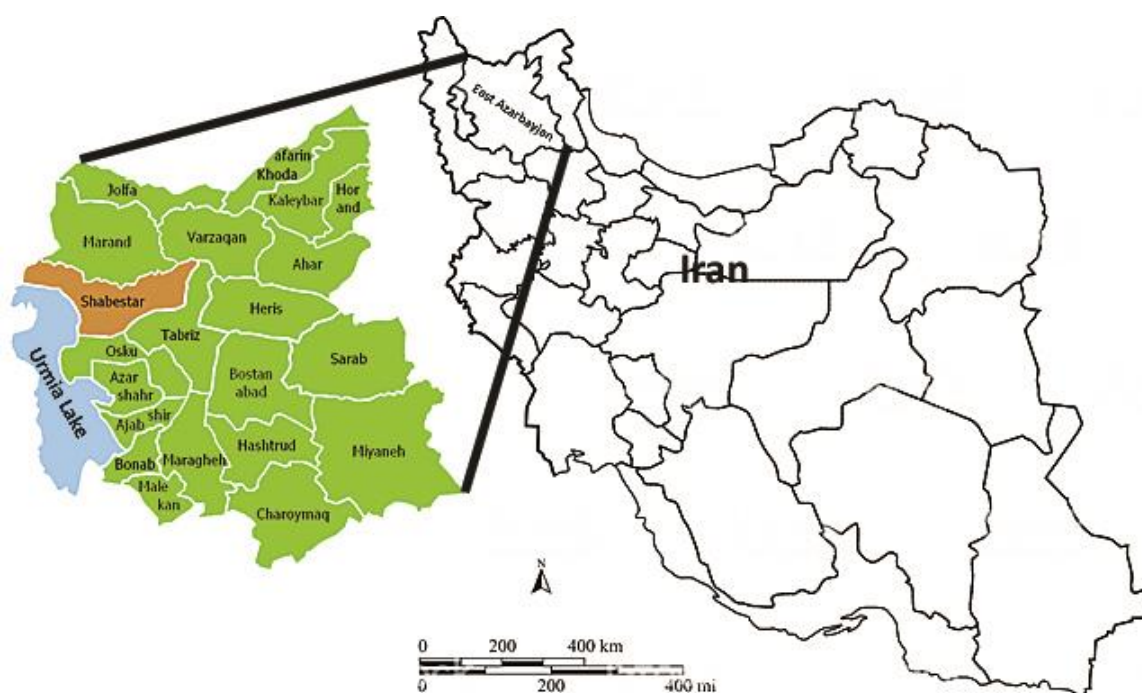 East Azarbayjan
Iran
afarin
Khoda
Jolfa
Kaleybar
Hor
and
Marand
Varzaqan
Ahar
Shabestar
Heris
Tabriz
Osku
Sarab
Azar
shahr
Bostan
abad
Urmia Lake
Ajab shir
Hashtrud
Miyaneh
Bonab
Maragheh
Male
kan
Charoymaq
N
0 200 400 km
0 200 400 mi